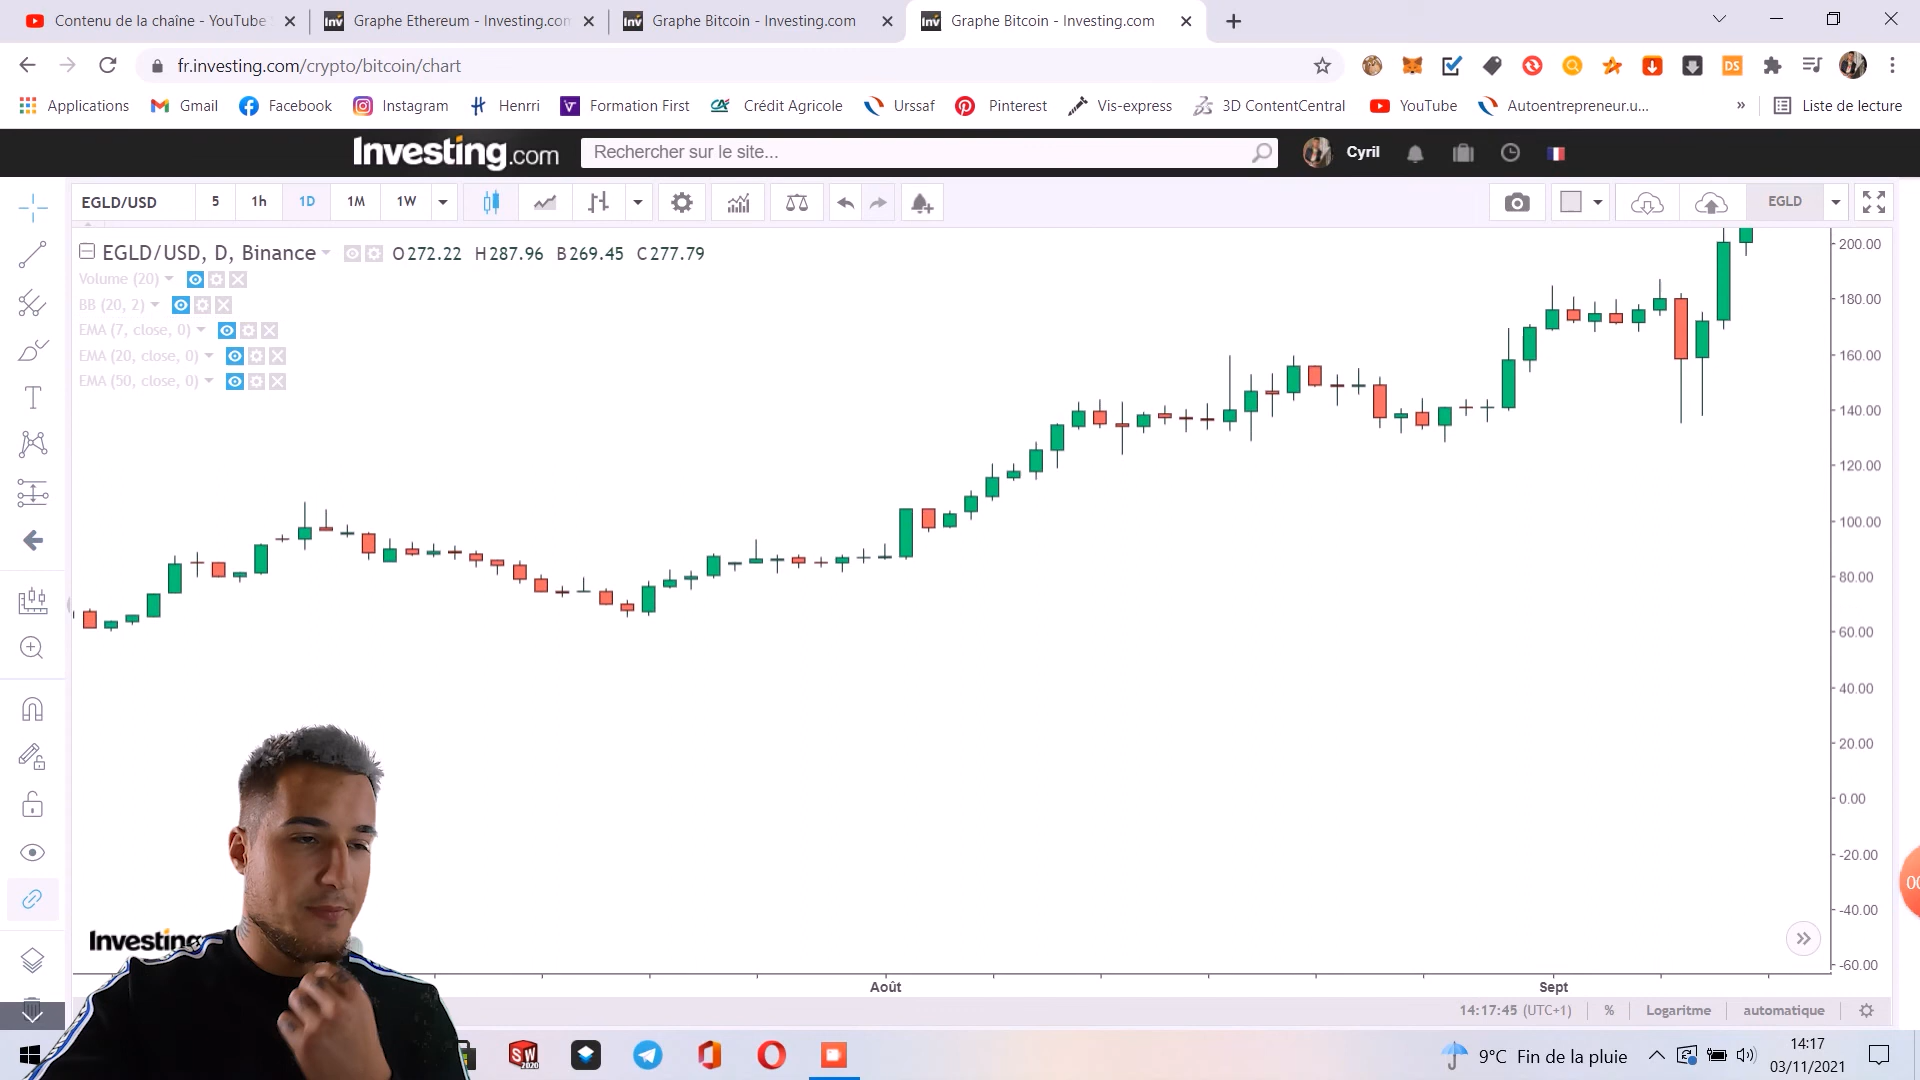 Contenu de la chaîne - YouTube
Graphe Ethereum - Investing.com
Graphe Bitcoin - Investing.com
Graphe Bitcoin - Investing.com
fr.investing.com/crypto/bitcoin/chart
Applications
Gmail
Facebook
Instagram
Henrri
Formation First
Crédit Agricole
Urssaf
Pinterest
Vis-express
3D ContentCentral
YouTube
Autoentrepreneur.u...
»
Liste de lecture
Investing.com
Rechercher sur le site...
Cyril
EGLD/USD
5
1h
1D
1M
1W
EGLD
EGLD/USD, D, Binance
O272.22 H287.96 B269.45 C277.79
Volume (20)
BB (20, 2)
EMA (7, close, 0)
EMA (20, close, 0)
EMA (50, close, 0)
200.00
180.00
160.00
140.00
120.00
100.00
80.00
60.00
40.00
20.00
0.00
-20.00
-40.00
-60.00
Investing
Août
Sept
14:17:45 (UTC+1)
%
Logaritme
automatique
SW
2020
9°C Fin de la pluie
14:17
03/11/2021